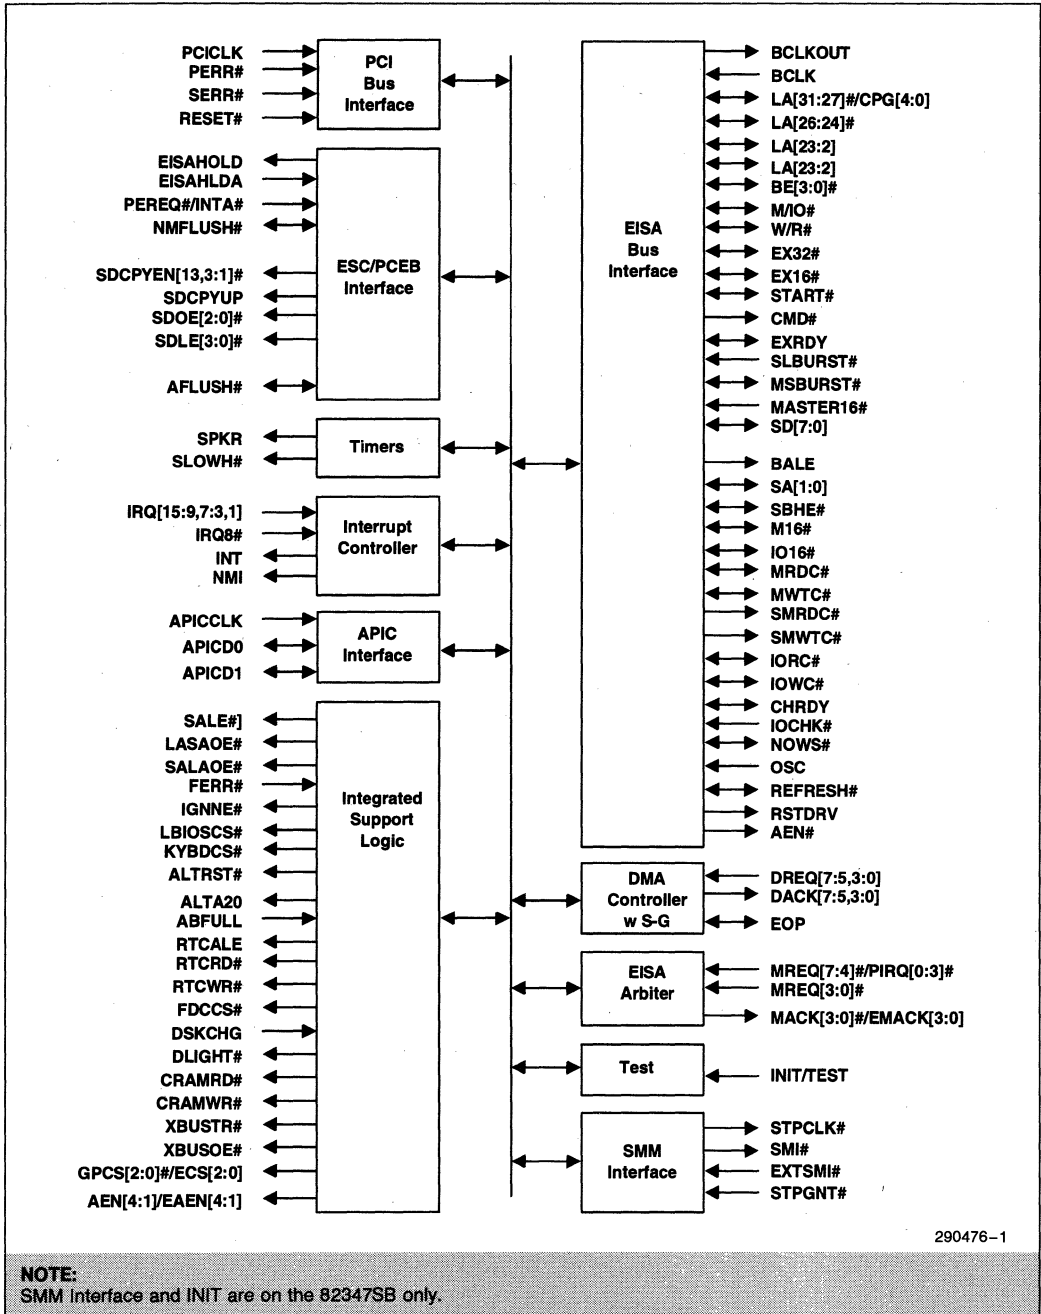 PCICLK
PERR#
SERR#
RESET#
PCI
Bus
Interface
EISAHOLD
EISAHLDA
PEREQ#/INTA#
NMFLUSH#
SDCPYEN[13,3:1]#
SDCPYUP
SDOE[2:0]#
SDLE[3:0]#
AFLUSH#
ESC/PCEB
Interface
SPKR
SLOWH#
Timers
IRQ[15:9,7:3,1]
IRQ8#
INT
NMI
Interrupt
Controller
APICCLK
APICD0
APICD1
APIC
Interface
SALE#]
LASAOE#
SALAOE#
FERR#
IGNNE#
LBIOSCS#
KYBDCS#
ALTRST#
ALTA20
ABFULL
RTCALE
RTCRD#
RTCWR#
FDCCS#
DSKCHG
DLIGHT#
CRAMRD#
CRAMWR#
XBUSTR#
XBUSOE#
GPCS[2:0]#/ECS[2:0]
AEN[4:1]/EAEN[4:1]
Integrated
Support
Logic
EISA
Bus
Interface
BCLKOUT
BCLK
LA[31:27]#/CPG[4:0]
LA[26:24]#
LA[23:2]
LA[23:2]
BE[3:0]#
M/IO#
W/R#
EX32#
EX16#
START#
CMD#
EXRDY
SLBURST#
MSBURST#
MASTER16#
SD[7:0]
BALE
SA[1:0]
SBHE#
M16#
IO16#
MRDC#
MWTC#
SMRDC#
SMWTC#
IORC#
IOWC#
CHRDY
IOCHK#
NOWS#
OSC
REFRESH#
RSTDRV
AEN#
DMA
Controller
w S-G
DREQ[7:5,3:0]
DACK[7:5,3:0]
EOP
EISA
Arbiter
MREQ[7:4]#/PIRQ[0:3]#
MREQ[3:0]#
MACK[3:0]#/EMACK[3:0]
Test
INIT/TEST
SMM
Interface
STPCLK#
SMI#
EXTSMI#
STPGNT#
290476–1
NOTE:
SMM Interface and INIT are on the 82347SB only.